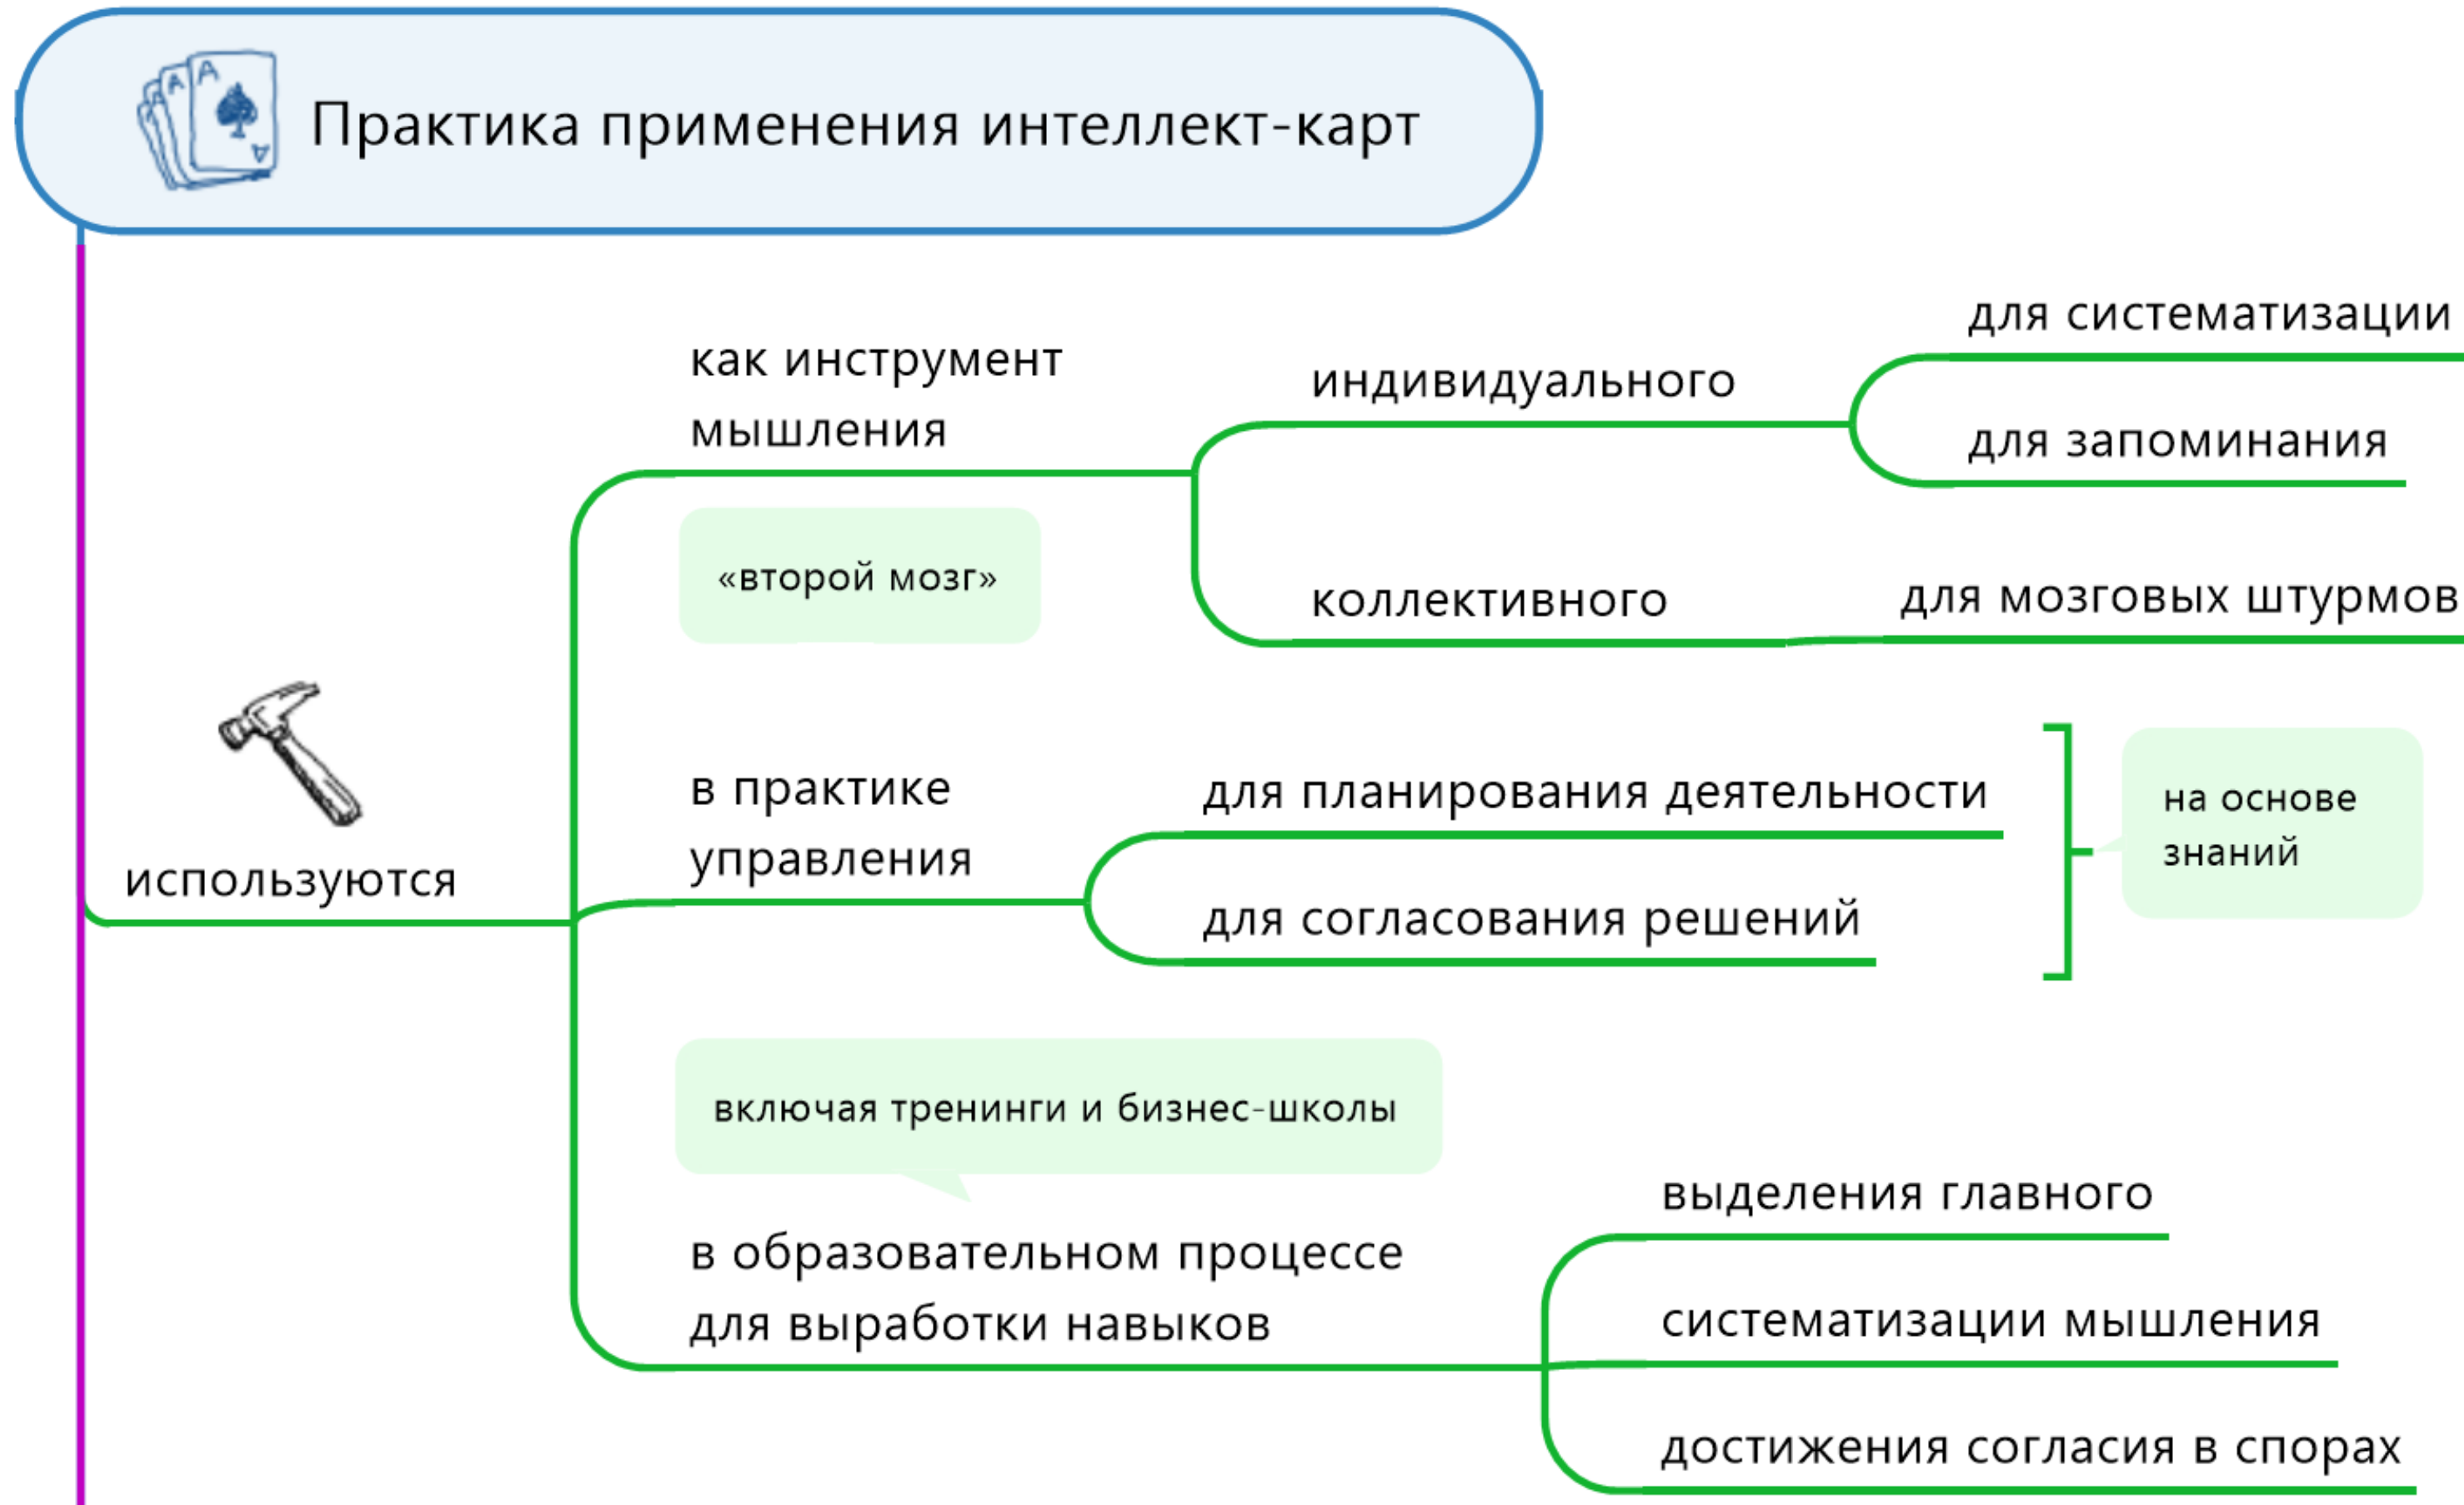 Практика применения интеллект-карт
используются
как инструмент
мышления
«второй мозг»
индивидуального
для систематизации
для запоминания
коллективного
для мозговых штурмов
в практике
управления
для планирования деятельности
для согласования решений
на основе
знаний
включая тренинги и бизнес-школы
в образовательном процессе
для выработки навыков
выделения главного
систематизации мышления
достижения согласия в спорах